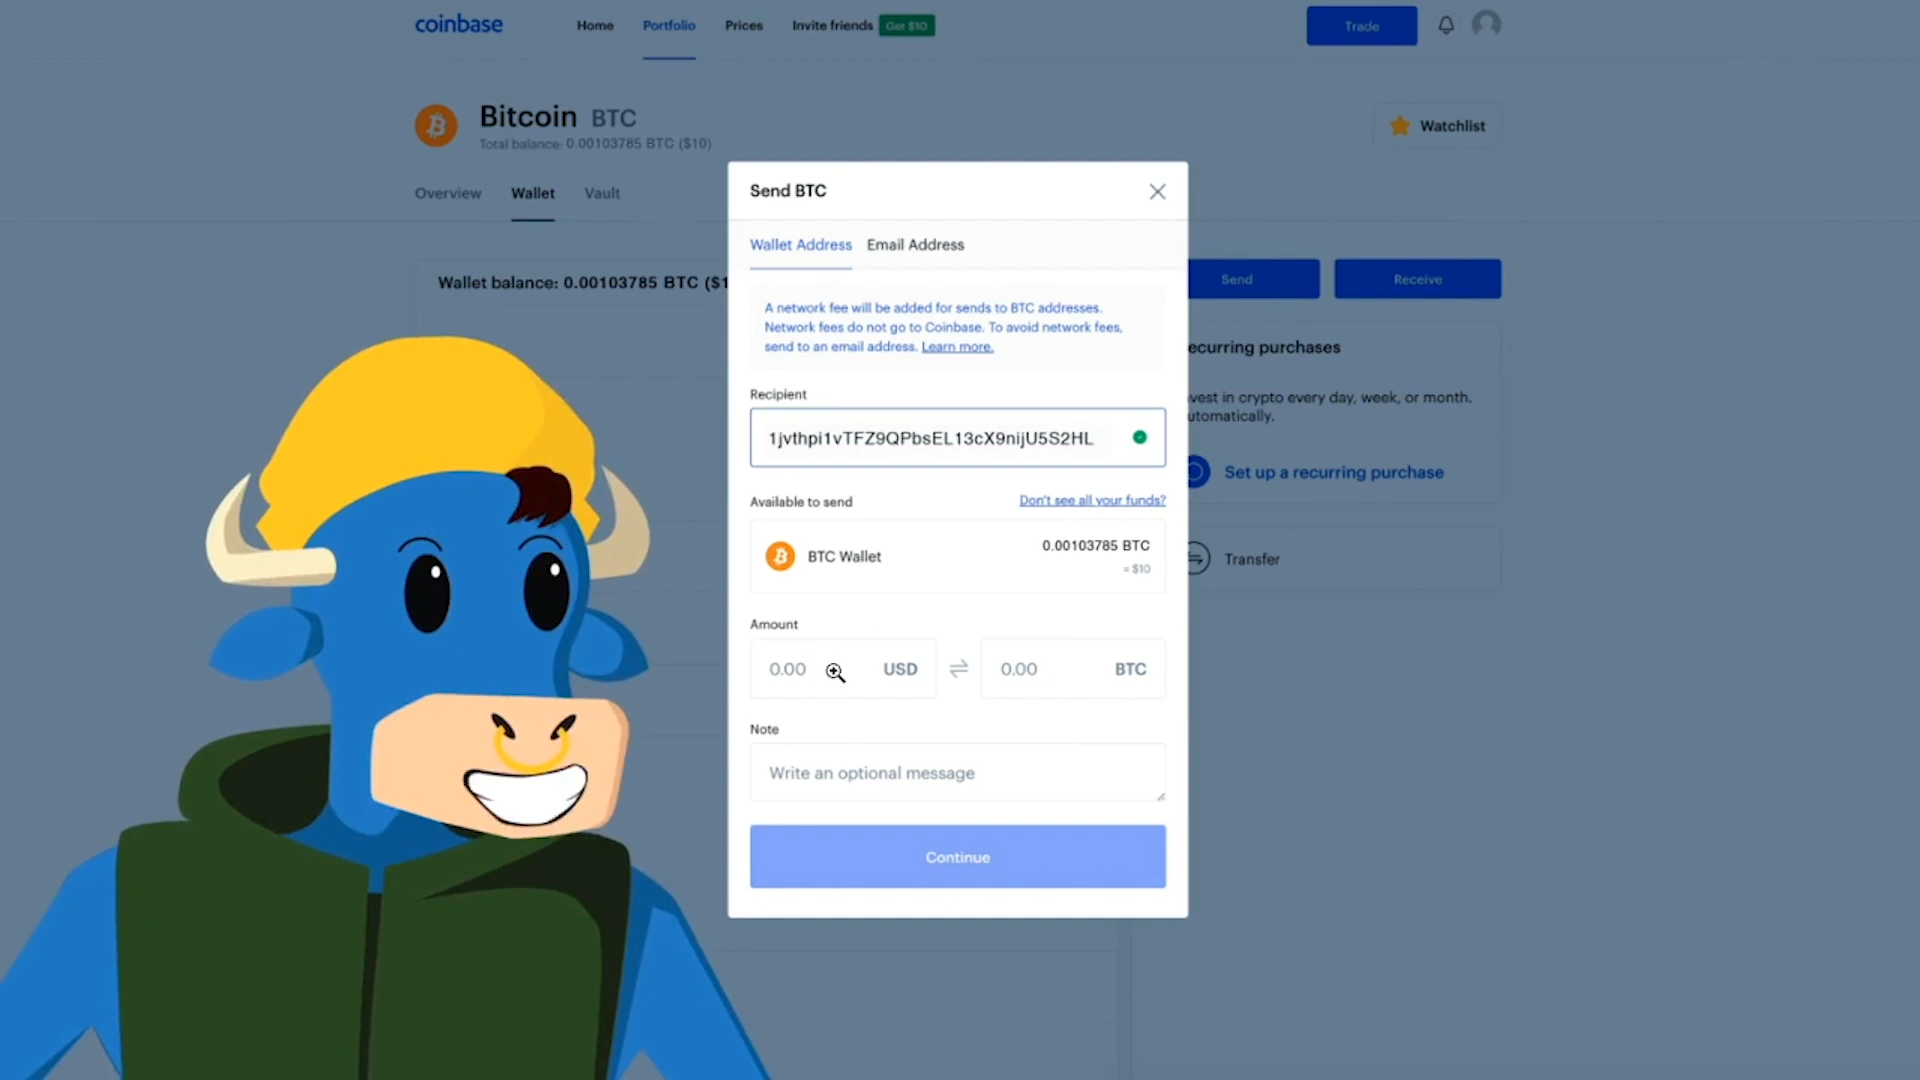 coinbase
Home
Portfolio
Prices
Invite friends
Get $10
Trade
Bitcoin BTC
Total balance: 0.00103785 BTC ($10)
Watchlist
Overview
Wallet
Vault
Wallet balance: 0.00103785 BTC ($1
Send
Receive
ecurring purchases
vest in crypto every day, week, or month.
utomatically.
Set up a recurring purchase
Transfer
Send BTC
Wallet Address
Email Address
A network fee will be added for sends to BTC addresses.
Network fees do not go to Coinbase. To avoid network fees,
send to an email address. Learn more.
Recipient
1jvthpi1vTFZ9QPbsEL13cX9nijU5S2HL
Available to send
Don't see all your funds?
BTC Wallet
0.00103785 BTC
≈ $10
Amount
0.00 USD
0.00 BTC
Note
Write an optional message
Continue